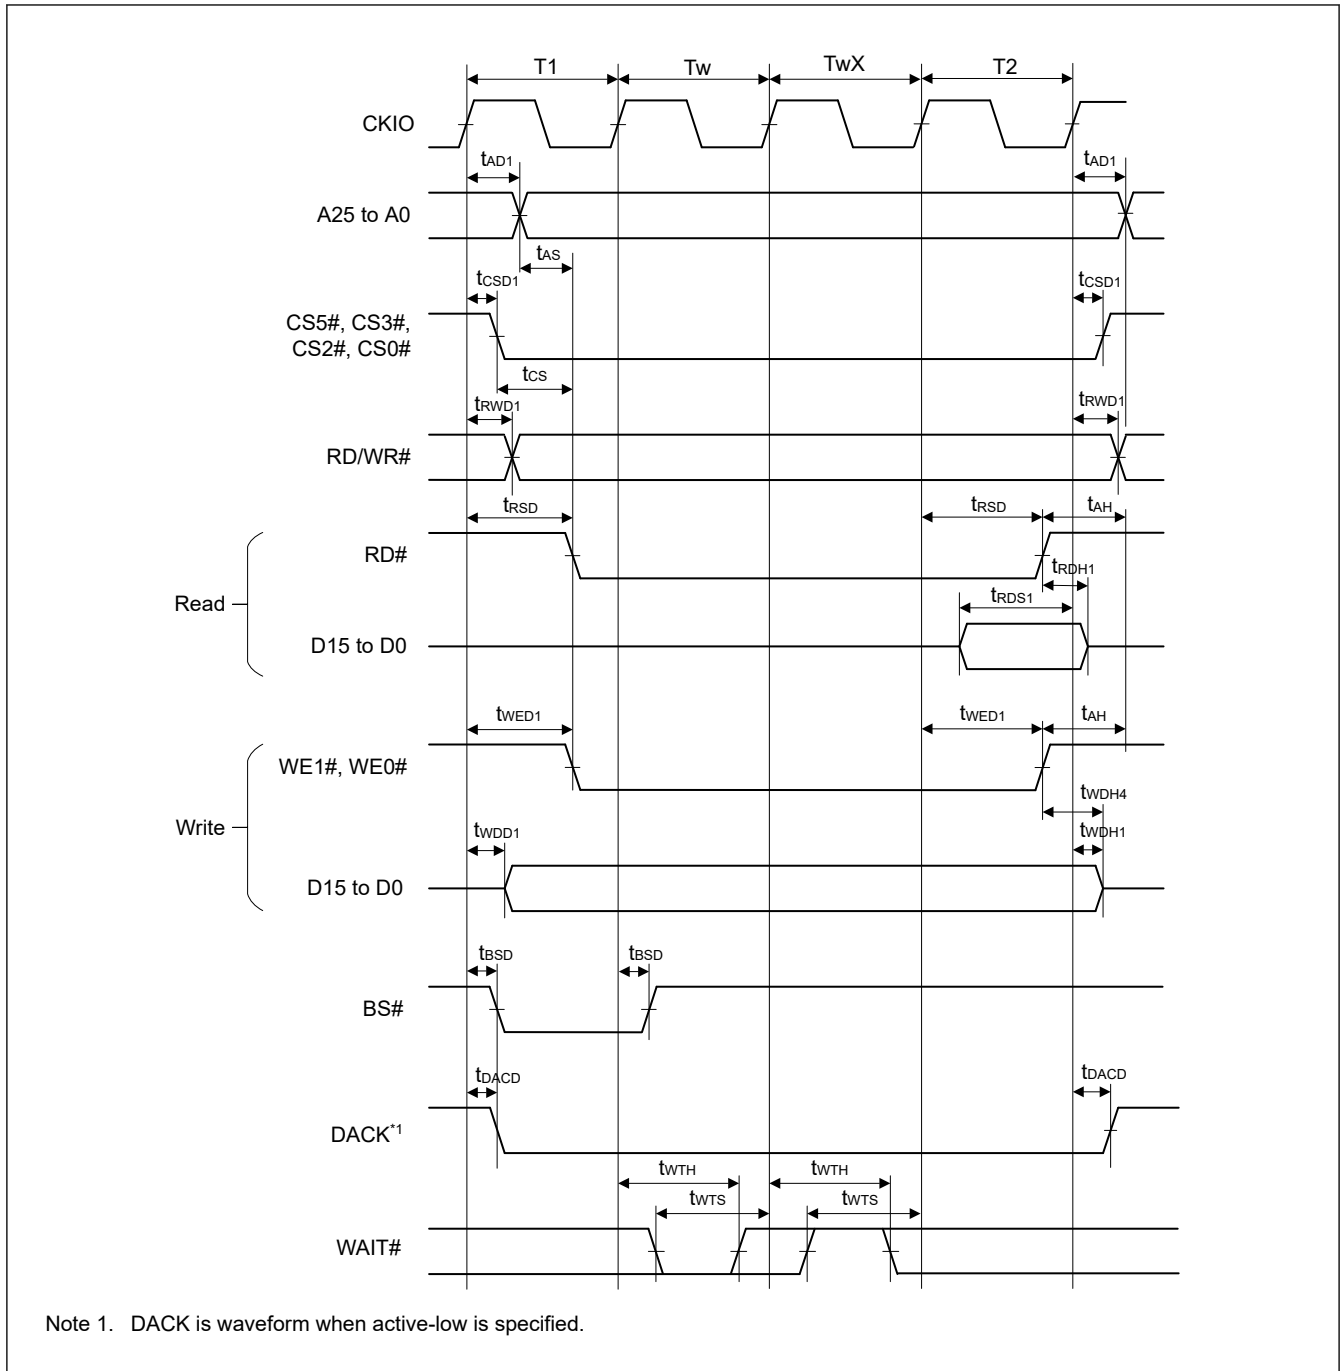 T1 Tw TwX T2
CKIO
tAD1 tAD1
A25 to A0
tAS
tCSD1 tCSD1
CS5#, CS3#,
CS2#, CS0#
tCS
tRWD1 tRWD1
RD/WR#
tRSD tRSD tAH
RD#
tRDH1
Read
tRDS1
D15 to D0
tWED1 tWED1 tAH
WE1#, WE0#
tWDH4
Write
tWDD1 tWDH1
D15 to D0
tBSD tBSD
BS#
tDACD tDACD
DACK*1
tWTH tWTH
tWTS tWTS
WAIT#
Note 1. DACK is waveform when active-low is specified.